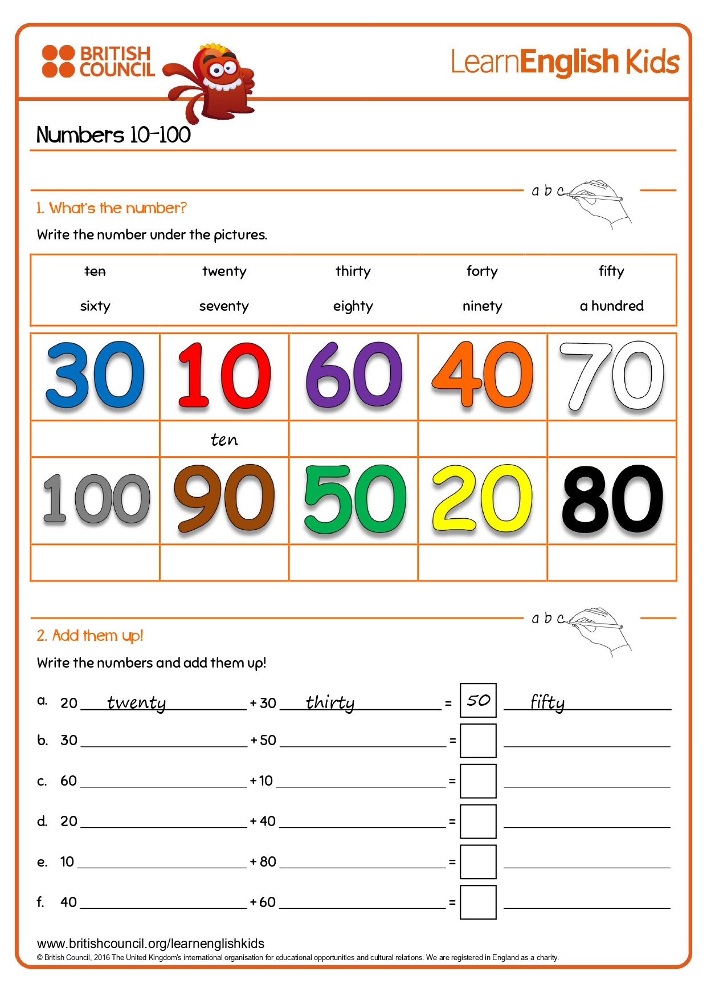 BRITISH
COUNCIL
LearnEnglish Kids
Numbers 10-100
a b c
1. What's the number?
Write the number under the pictures.
ten twenty thirty forty fifty
sixty seventy eighty ninety a hundred
30 10 60 40 70
ten
100 90 50 20 80
a b c
2. Add them up!
Write the numbers and add them up!
a. 20 twenty + 30 thirty = 50 fifty
b. 30 ______ + 50 ______ = ______
c. 60 ______ + 10 ______ = ______
d. 20 ______ + 40 ______ = ______
e. 10 ______ + 80 ______ = ______
f. 40 ______ + 60 ______ = ______
www.britishcouncil.org/learnenglishkids
© British Council, 2016 The United Kingdom's international organisation for educational opportunities and cultural relations. We are registered in England as a charity.